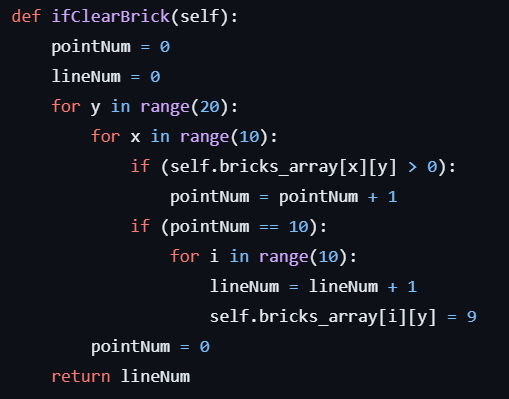 def ifClearBrick(self):
    pointNum = 0
    lineNum = 0
    for y in range(20):
        for x in range(10):
            if (self.bricks_array[x][y] > 0):
                pointNum = pointNum + 1
            if (pointNum == 10):
                for i in range(10):
                    lineNum = lineNum + 1
                    self.bricks_array[i][y] = 9
        pointNum = 0
    return lineNum